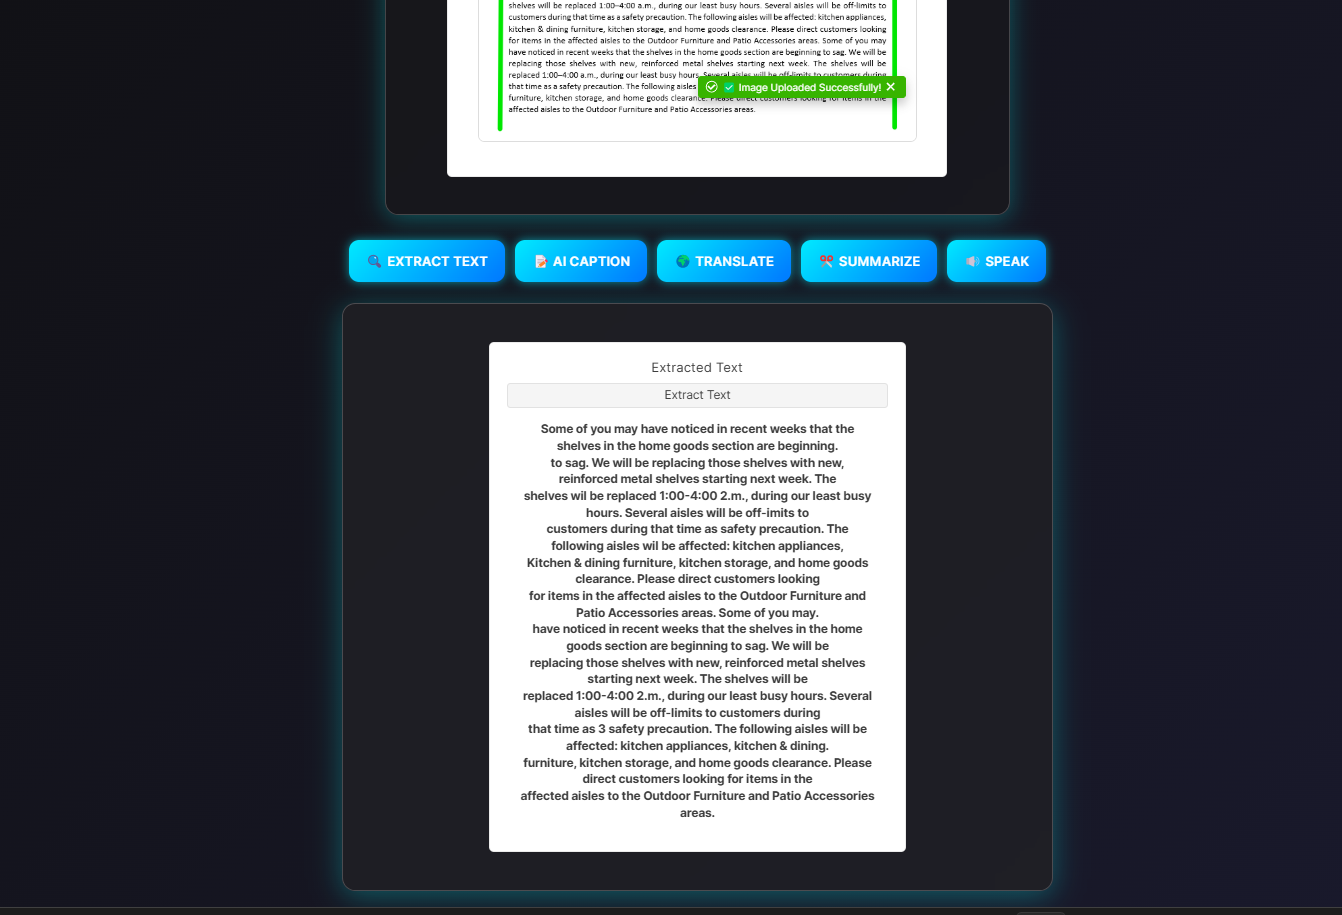 shelves will be replaced 1:00–4:00 a.m., during our least busy hours. Several aisles will be off-limits to
customers during that time as a safety precaution. The following aisles will be affected: kitchen appliances,
kitchen & dining furniture, kitchen storage, and home goods clearance. Please direct customers looking
for items in the affected aisles to the Outdoor Furniture and Patio Accessories areas. Some of you may
have noticed in recent weeks that the shelves in the home goods section are beginning to sag. We will be
replacing those shelves with new, reinforced metal shelves starting next week. The shelves will be
replaced 1:00–4:00 a.m., during our least busy hours. Several aisles will be off-limits to customers during
that time as a safety precaution. The following aisles
Image Uploaded Successfully!
furniture, kitchen storage, and home goods clearance. Please direct customers looking for items in the
affected aisles to the Outdoor Furniture and Patio Accessories areas.
EXTRACT TEXT
AI CAPTION
TRANSLATE
SUMMARIZE
SPEAK
Extracted Text
Extract Text
Some of you may have noticed in recent weeks that the
shelves in the home goods section are beginning.
to sag. We will be replacing those shelves with new,
reinforced metal shelves starting next week. The
shelves wil be replaced 1:00-4:00 2.m., during our least busy
hours. Several aisles will be off-imits to
customers during that time as safety precaution. The
following aisles wil be affected: kitchen appliances,
Kitchen & dining furniture, kitchen storage, and home goods
clearance. Please direct customers looking
for items in the affected aisles to the Outdoor Furniture and
Patio Accessories areas. Some of you may.
have noticed in recent weeks that the shelves in the home
goods section are beginning to sag. We will be
replacing those shelves with new, reinforced metal shelves
starting next week. The shelves will be
replaced 1:00-4:00 2.m., during our least busy hours. Several
aisles will be off-limits to customers during
that time as 3 safety precaution. The following aisles will be
affected: kitchen appliances, kitchen & dining.
furniture, kitchen storage, and home goods clearance. Please
direct customers looking for items in the
affected aisles to the Outdoor Furniture and Patio Accessories
areas.